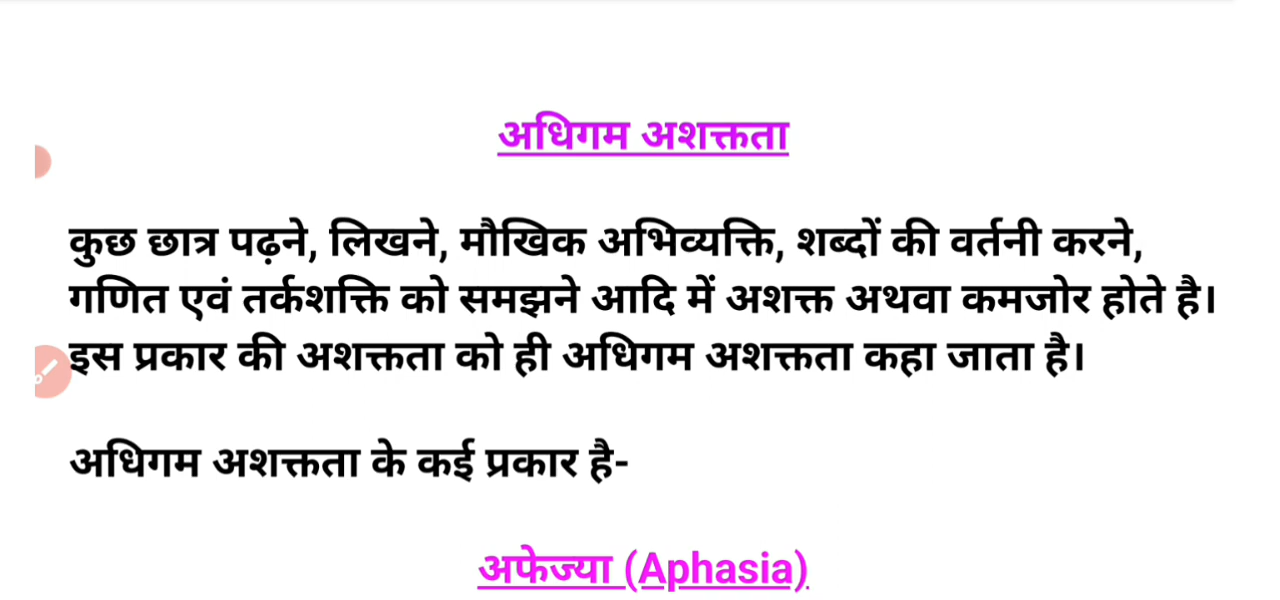 अधिगम अशक्तता
कुछ छात्र पढ़ने, लिखने, मौखिक अभिव्यक्ति, शब्दों की वर्तनी करने,
गणित एवं तर्कशक्ति को समझने आदि में अशक्त अथवा कमजोर होते है।
इस प्रकार की अशक्तता को ही अधिगम अशक्तता कहा जाता है।
अधिगम अशक्तता के कई प्रकार है-
अफेज्या (Aphasia)